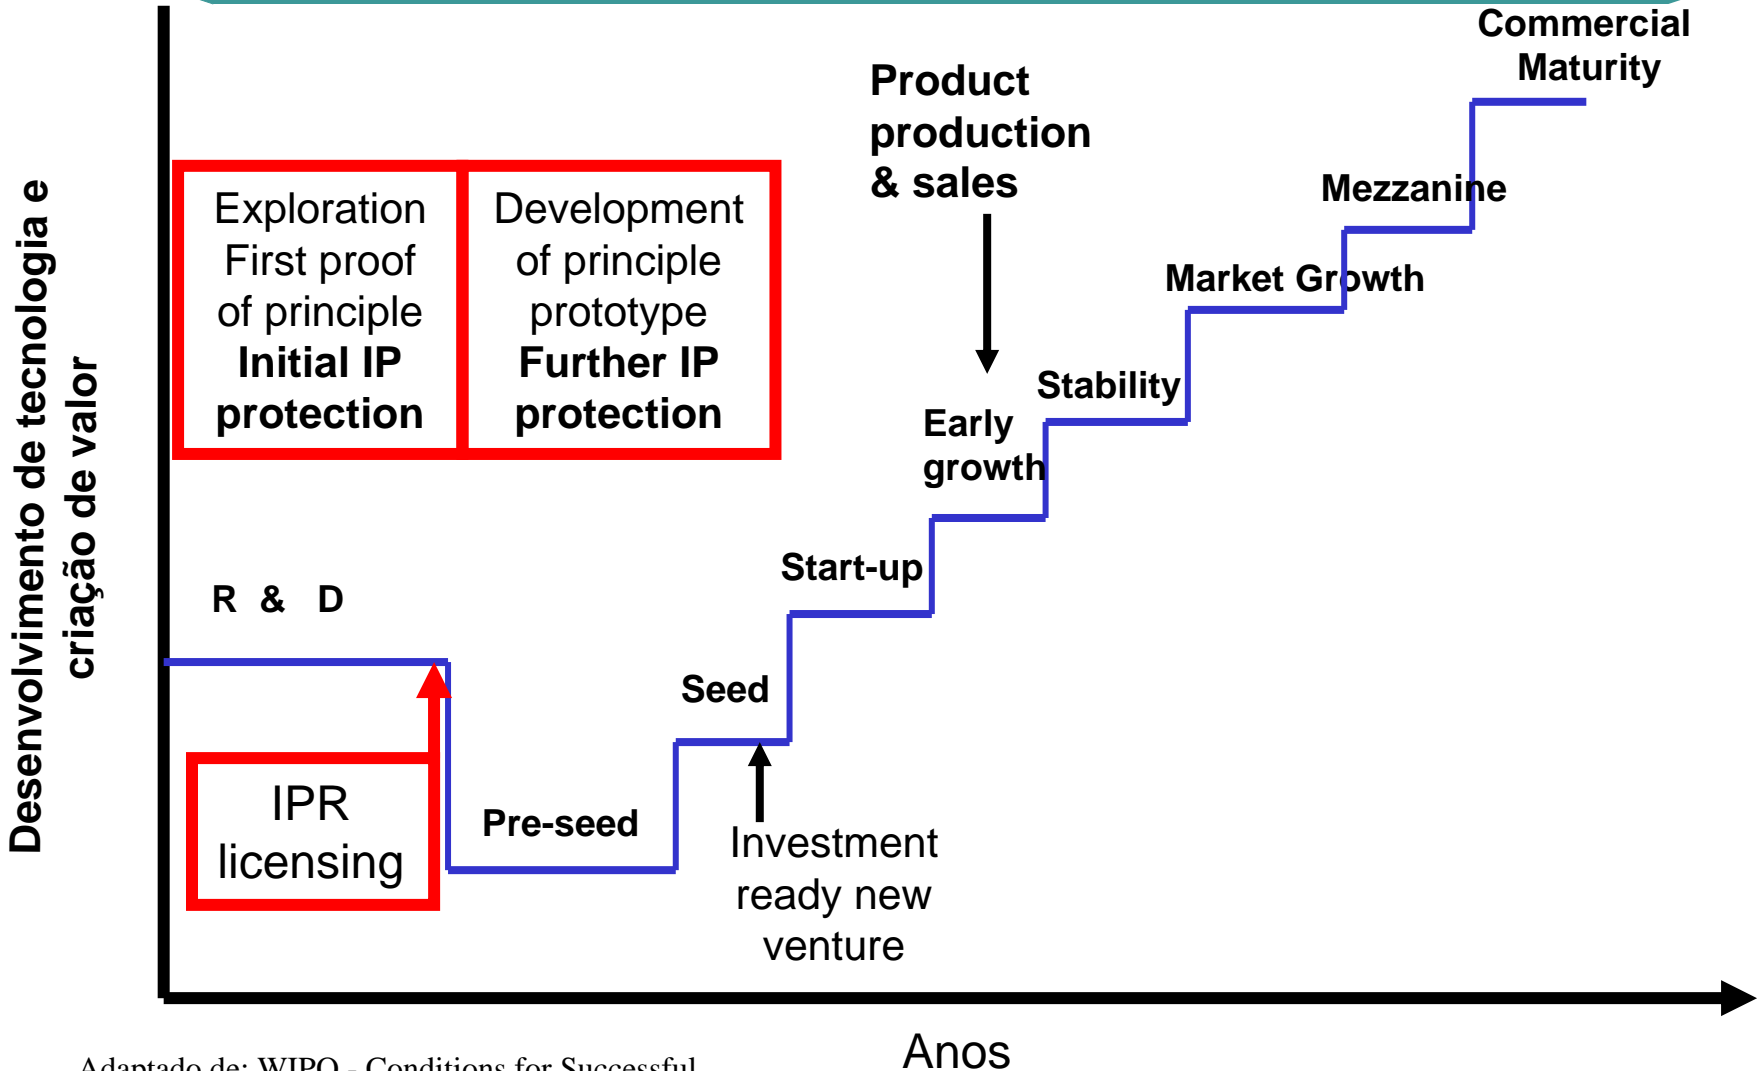 Commercial
Maturity
Product
production
& sales
Mezzanine
Exploration
First proof
of principle
Initial IP
protection
Development
of principle
prototype
Further IP
protection
Market Growth
Stability
Early
growth
Desenvolvimento de tecnologia e
criação de valor
Start-up
R & D
Seed
IPR
licensing
Pre-seed
Investment
ready new
venture
Anos
Adaptado de: WIPO - Conditions for Successful